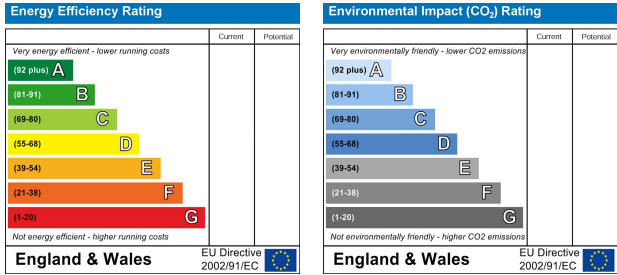 Energy Efficiency Rating
Current Potential
Very energy efficient - lower running costs
(92 plus) A
(81-91) B
(69-80) C
(55-68) D
(39-54) E
(21-38) F
(1-20) G
Not energy efficient - higher running costs
England & Wales
EU Directive
2002/91/EC
Environmental Impact (CO₂) Rating
Current Potential
Very environmentally friendly - lower CO2 emissions
(92 plus) A
(81-91) B
(69-80) C
(55-68) D
(39-54) E
(21-38) F
(1-20) G
Not environmentally friendly - higher CO2 emissions
England & Wales
EU Directive
2002/91/EC